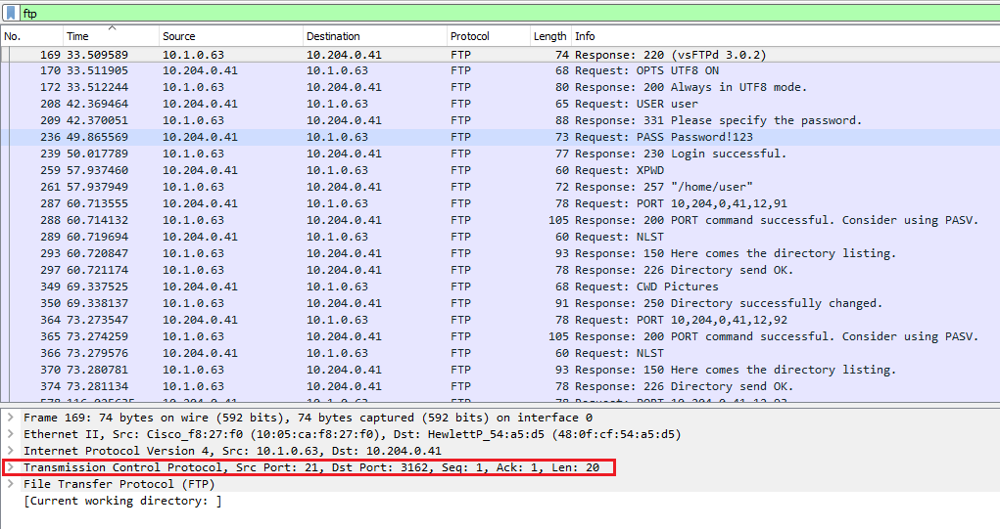 ftp
No. Time Source Destination Protocol Length Info
169 33.509589 10.1.0.63 10.204.0.41 FTP 74 Response: 220 (vsFTPd 3.0.2)
170 33.511905 10.204.0.41 10.1.0.63 FTP 68 Request: OPTS UTF8 ON
172 33.512244 10.1.0.63 10.204.0.41 FTP 80 Response: 200 Always in UTF8 mode.
208 42.369464 10.204.0.41 10.1.0.63 FTP 65 Request: USER user
209 42.370051 10.1.0.63 10.204.0.41 FTP 88 Response: 331 Please specify the password.
236 49.865569 10.204.0.41 10.1.0.63 FTP 73 Request: PASS Password!123
239 50.017789 10.1.0.63 10.204.0.41 FTP 77 Response: 230 Login successful.
259 57.937460 10.204.0.41 10.1.0.63 FTP 60 Request: XPWD
261 57.937949 10.1.0.63 10.204.0.41 FTP 72 Response: 257 "/home/user"
287 60.713555 10.204.0.41 10.1.0.63 FTP 78 Request: PORT 10,204,0,41,12,91
288 60.714132 10.1.0.63 10.204.0.41 FTP 105 Response: 200 PORT command successful. Consider using PASV.
289 60.719694 10.204.0.41 10.1.0.63 FTP 60 Request: NLST
293 60.720847 10.1.0.63 10.204.0.41 FTP 93 Response: 150 Here comes the directory listing.
297 60.721174 10.1.0.63 10.204.0.41 FTP 78 Response: 226 Directory send OK.
349 69.337525 10.204.0.41 10.1.0.63 FTP 68 Request: CWD Pictures
350 69.338137 10.1.0.63 10.204.0.41 FTP 91 Response: 250 Directory successfully changed.
364 73.273547 10.204.0.41 10.1.0.63 FTP 78 Request: PORT 10,204,0,41,12,92
365 73.274259 10.1.0.63 10.204.0.41 FTP 105 Response: 200 PORT command successful. Consider using PASV.
366 73.279576 10.204.0.41 10.1.0.63 FTP 60 Request: NLST
370 73.280781 10.1.0.63 10.204.0.41 FTP 93 Response: 150 Here comes the directory listing.
374 73.281134 10.1.0.63 10.204.0.41 FTP 78 Response: 226 Directory send OK.
Frame 169: 74 bytes on wire (592 bits), 74 bytes captured (592 bits) on interface 0
Ethernet II, Src: Cisco_f8:27:f0 (10:05:ca:f8:27:f0), Dst: HewlettP_54:a5:d5 (48:0f:cf:54:a5:d5)
Internet Protocol Version 4, Src: 10.1.0.63, Dst: 10.204.0.41
Transmission Control Protocol, Src Port: 21, Dst Port: 3162, Seq: 1, Ack: 1, Len: 20
File Transfer Protocol (FTP)
[Current working directory: ]